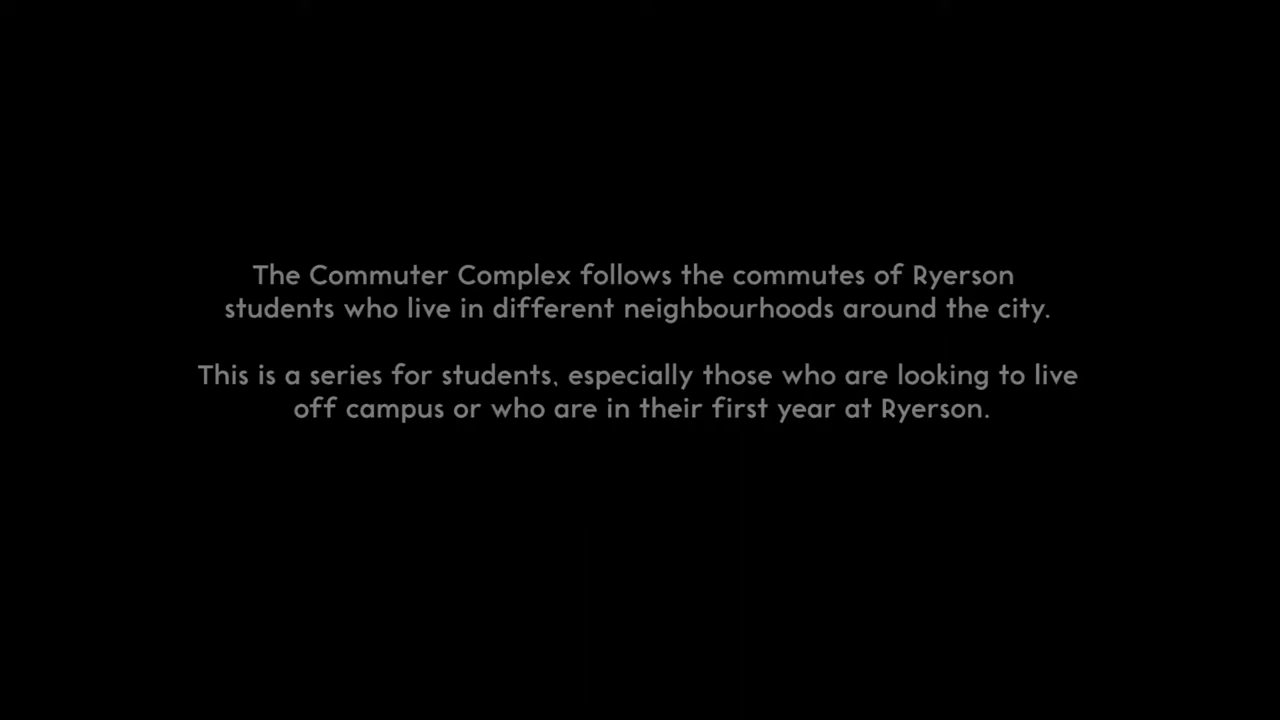 The Commuter Complex follows the commutes of Ryerson
students who live in different neighbourhoods around the city.
This is a series for students, especially those who are looking to live
off campus or who are in their first year at Ryerson.